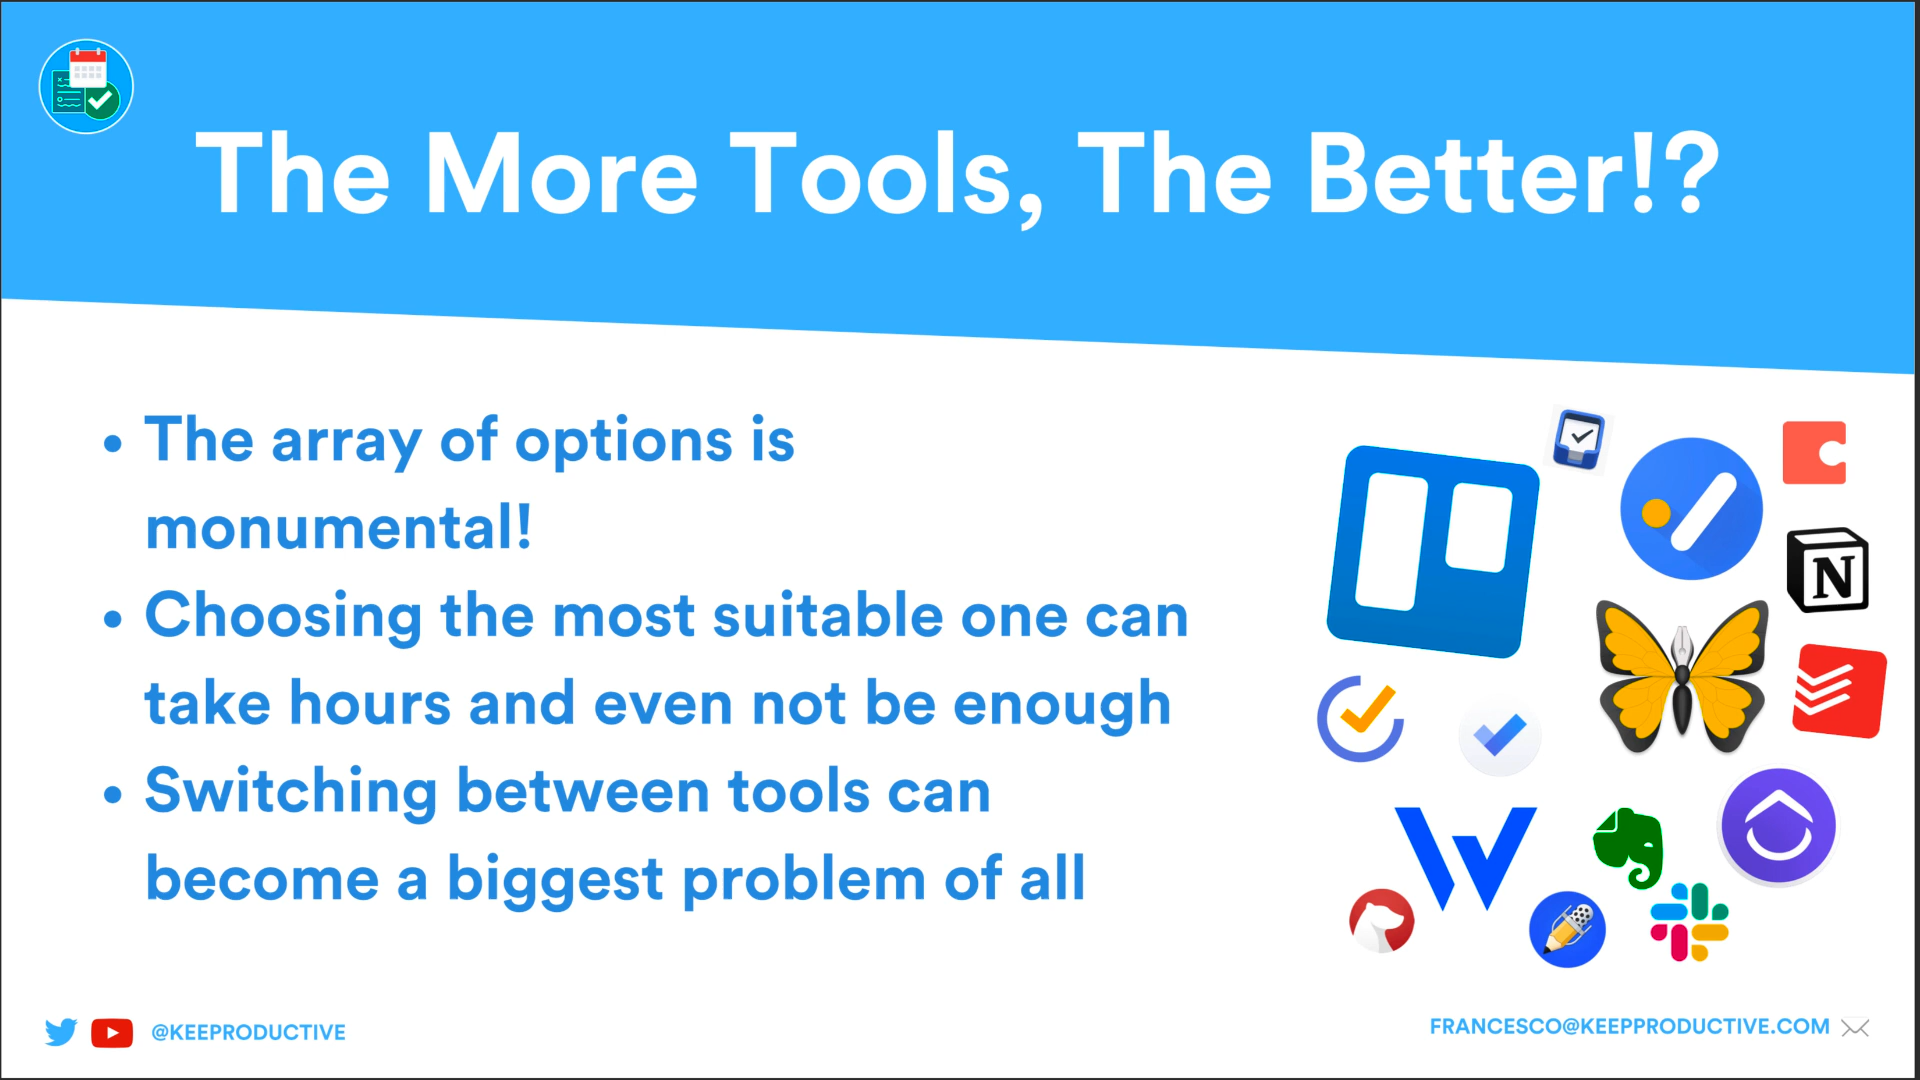 The More Tools, The Better!?
• The array of options is
monumental!
• Choosing the most suitable one can
take hours and even not be enough
• Switching between tools can
become a biggest problem of all
N
@KEEPRODUCTIVE
FRANCESCO@KEEPPRODUCTIVE.COM